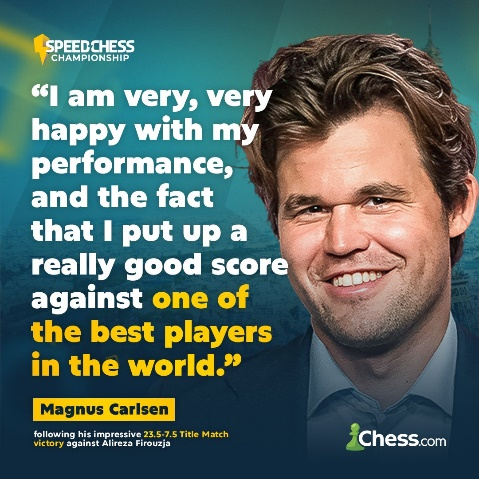 SPEEDCHESS
CHAMPIONSHIP
“I am very, very
happy with my
performance,
and the fact
that I put up a
really good score
against one of
the best players
in the world.”
Magnus Carlsen
following his impressive 23.5-7.5 Title Match
victory against Alireza Firouzja
Chess.com